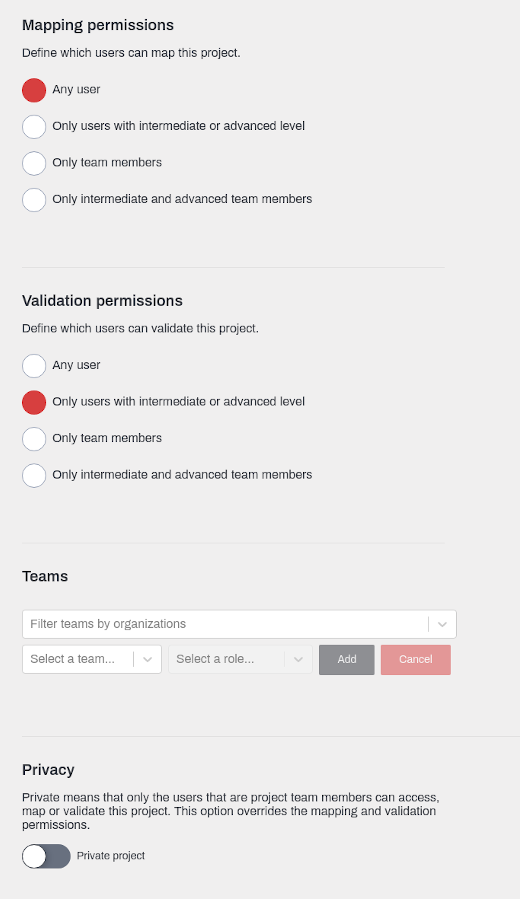 Mapping permissions
Define which users can map this project.
Any user
Only users with intermediate or advanced level
Only team members
Only intermediate and advanced team members
Validation permissions
Define which users can validate this project.
Any user
Only users with intermediate or advanced level
Only team members
Only intermediate and advanced team members
Teams
Filter teams by organizations
Select a team... Select a role... Add Cancel
Privacy
Private means that only the users that are project team members can access,
map or validate this project. This option overrides the mapping and validation
permissions.
Private project